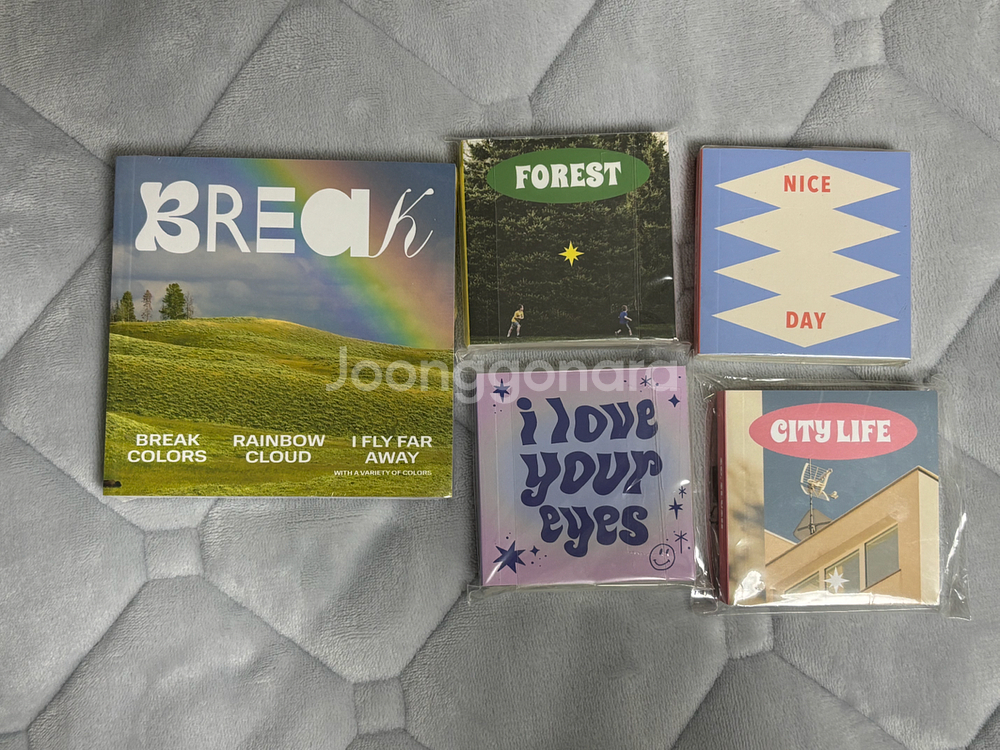 BREAK
BREAK
COLORS
RAINBOW
CLOUD
I FLY FAR
AWAY
WITH A VARIETY OF COLORS
FOREST
NICE
DAY
i love
your
eyes
CITY LIFE
Joonggonara